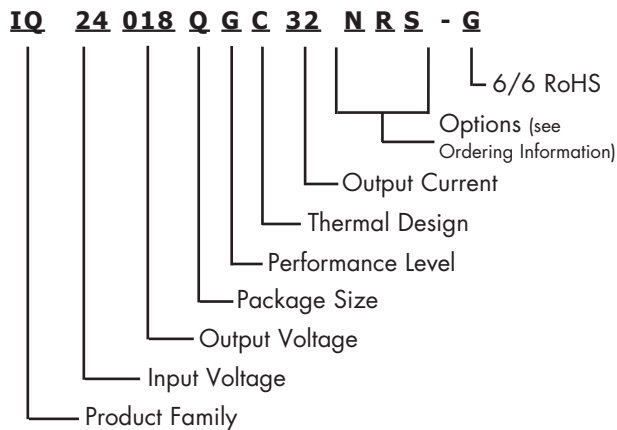 IQ 24 018 Q G C 32 N R S - G
6/6 RoHS
Options (see
Ordering Information)
Output Current
Thermal Design
Performance Level
Package Size
Output Voltage
Input Voltage
Product Family